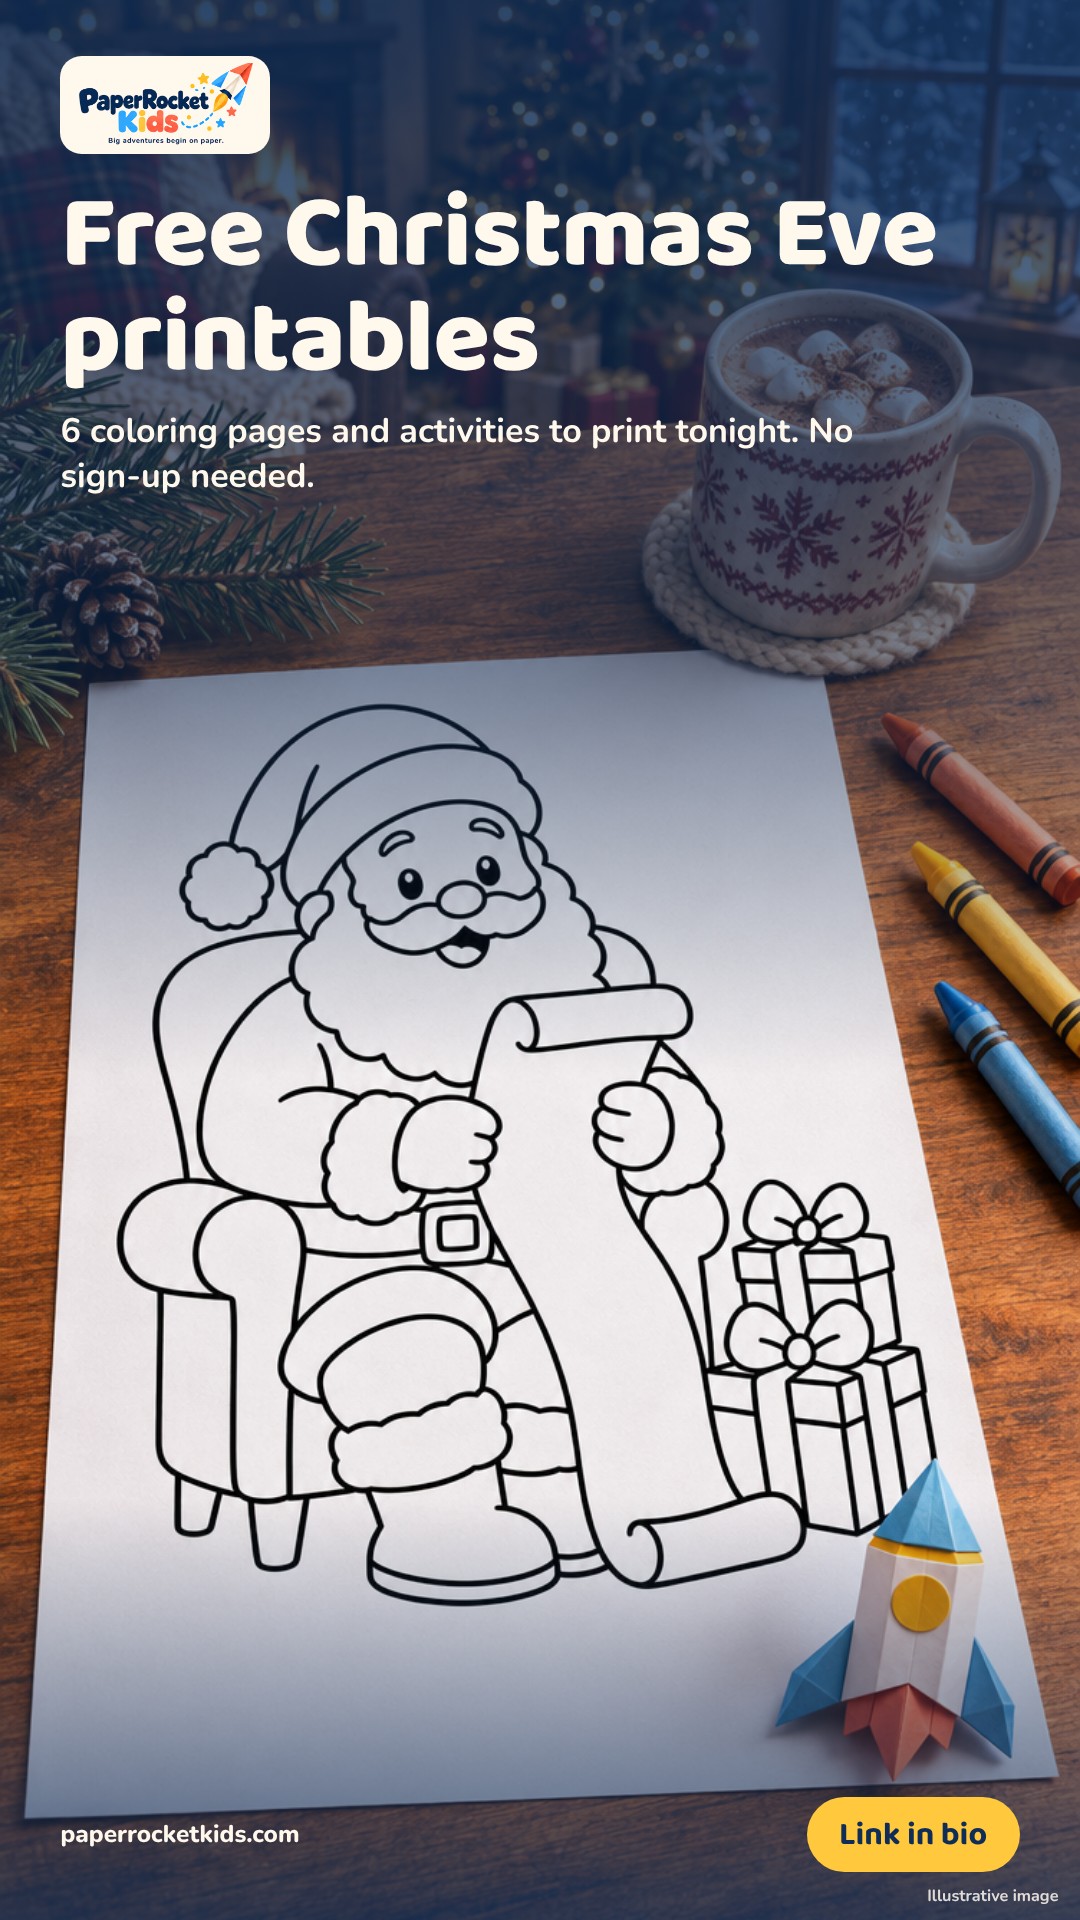 PaperRocket
Kids
Big adventures begin on paper.
Free Christmas Eve
printables
6 coloring pages and activities to print tonight. No
sign-up needed.
paperrocketkids.com
Link in bio
Illustrative image